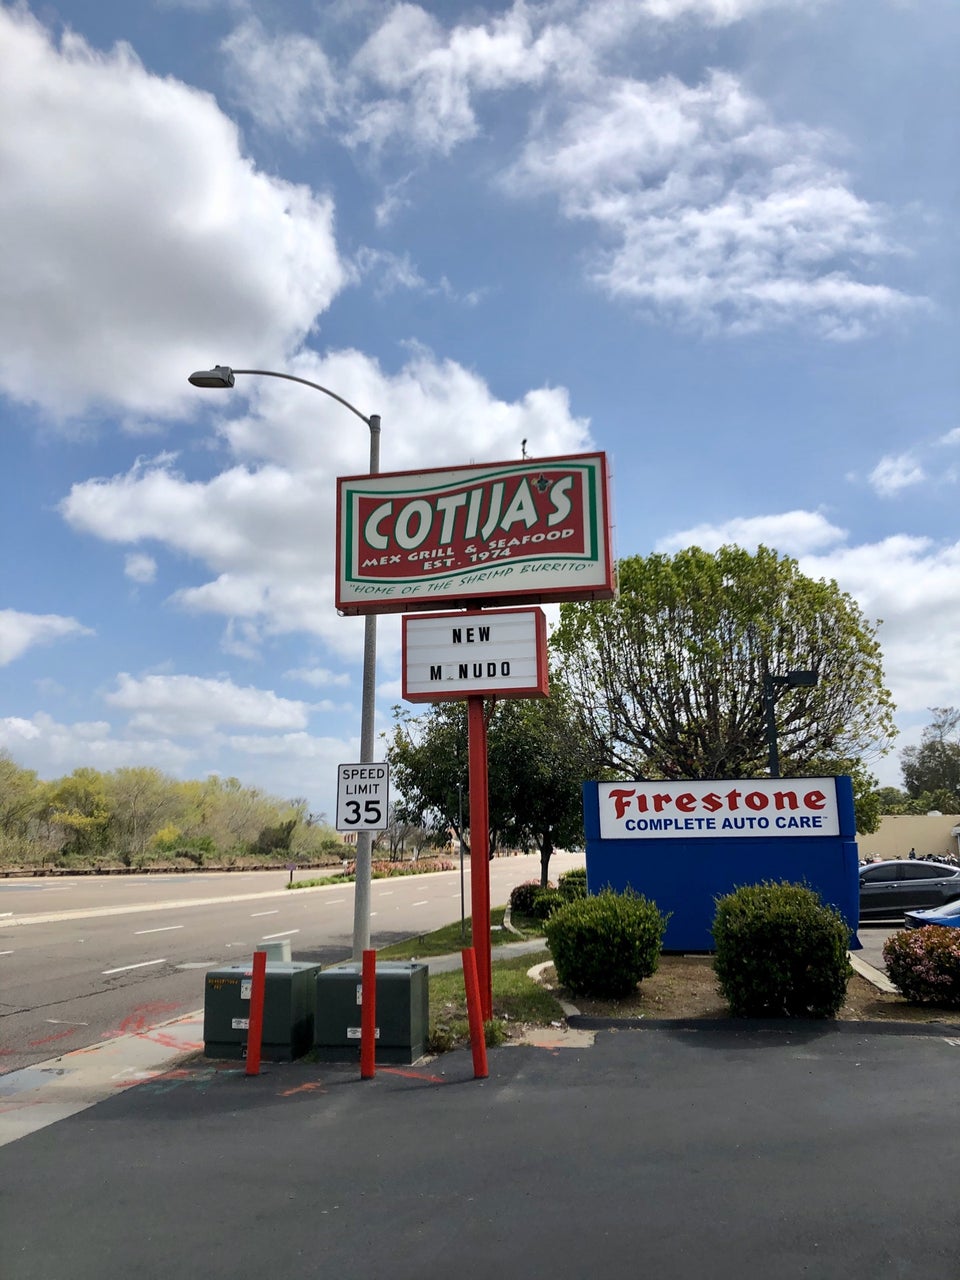 COTIJA'S
MEX GRILL & SEAFOOD
EST. 1974
"HOME OF THE SHRIMP BURRITO"
NEW
M NUDO
SPEED
LIMIT
35
Firestone
COMPLETE AUTO CARE™